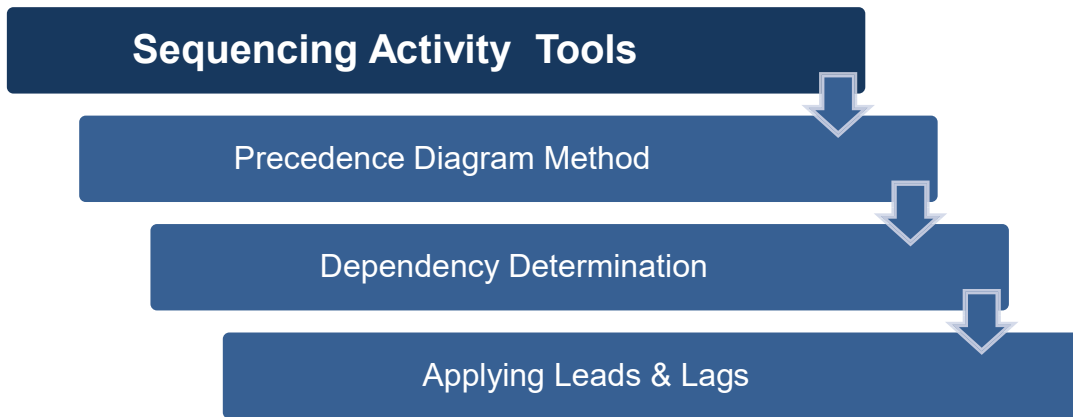 Sequencing Activity  Tools
Precedence Diagram Method
Dependency Determination
Applying Leads & Lags